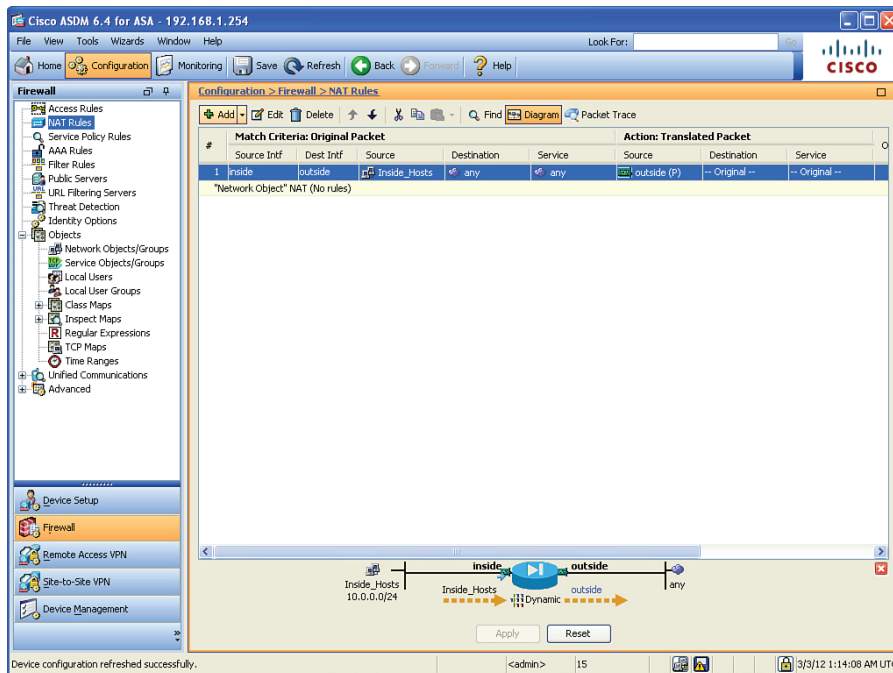 Cisco ASDM 6.4 for ASA - 192.168.1.254
File View Tools Wizards Window Help Look For: Go
Home Configuration Monitoring Save Refresh Back Forward Help
CISCO
Firewall
Access Rules
NAT Rules
Service Policy Rules
AAA Rules
Filter Rules
Public Servers
URL Filtering Servers
Threat Detection
Identity Options
Objects
Network Objects/Groups
Service Objects/Groups
Local Users
Local User Groups
Class Maps
Inspect Maps
Regular Expressions
TCP Maps
Time Ranges
Unified Communications
Advanced
Device Setup
Firewall
Remote Access VPN
Site-to-Site VPN
Device Management
Configuration > Firewall > NAT Rules
Add Edit Delete Find Diagram Packet Trace
# Match Criteria: Original Packet Action: Translated Packet O
Source Intf Dest Intf Source Destination Service Source Destination Service
1 inside outside Inside_Hosts any any outside (P) -- Original -- -- Original --
"Network Object" NAT (No rules)
inside outside
Inside_Hosts
10.0.0.0/24
Inside_Hosts outside
Dynamic
any
Apply Reset
Device configuration refreshed successfully. <admin> 15 3/3/12 1:14:08 AM UTC